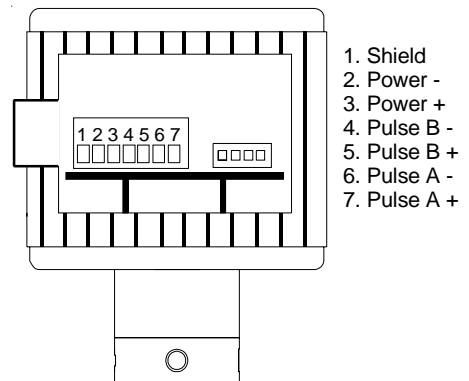 1 2 3 4 5 6 7
1. Shield
2. Power -
3. Power +
4. Pulse B -
5. Pulse B +
6. Pulse A -
7. Pulse A +